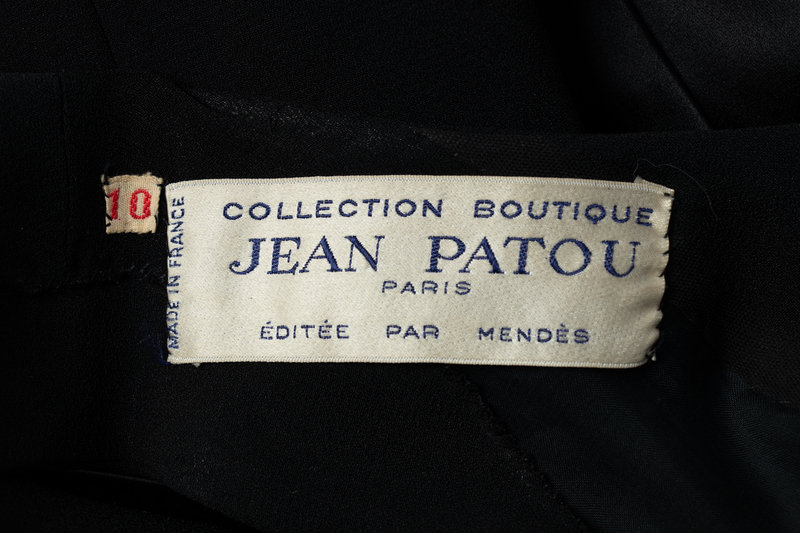 10
MADE IN FRANCE
COLLECTION BOUTIQUE
JEAN PATOU
PARIS
ÉDITÉE PAR MENDÈS